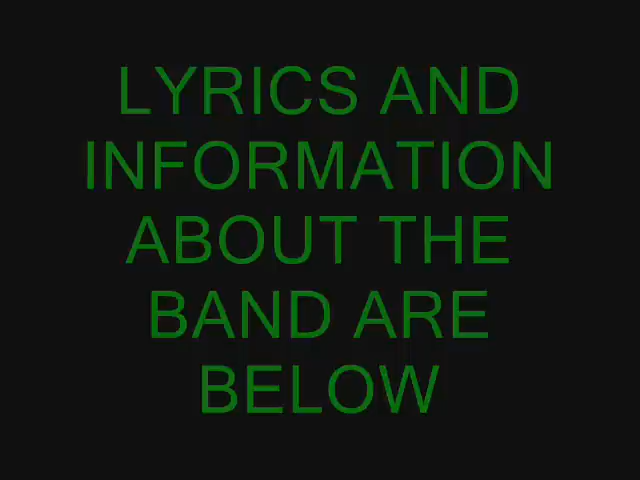 LYRICS AND
INFORMATION
ABOUT THE
BAND ARE
BELOW